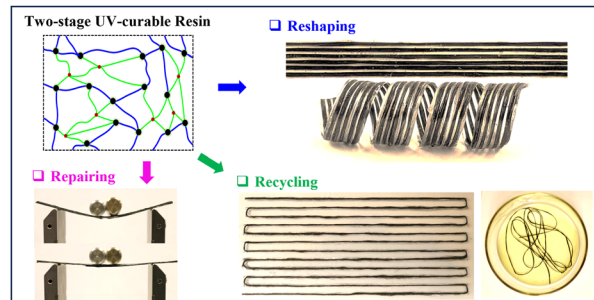 Two-stage UV-curable Resin
❑ Reshaping
❑ Repairing
❑ Recycling